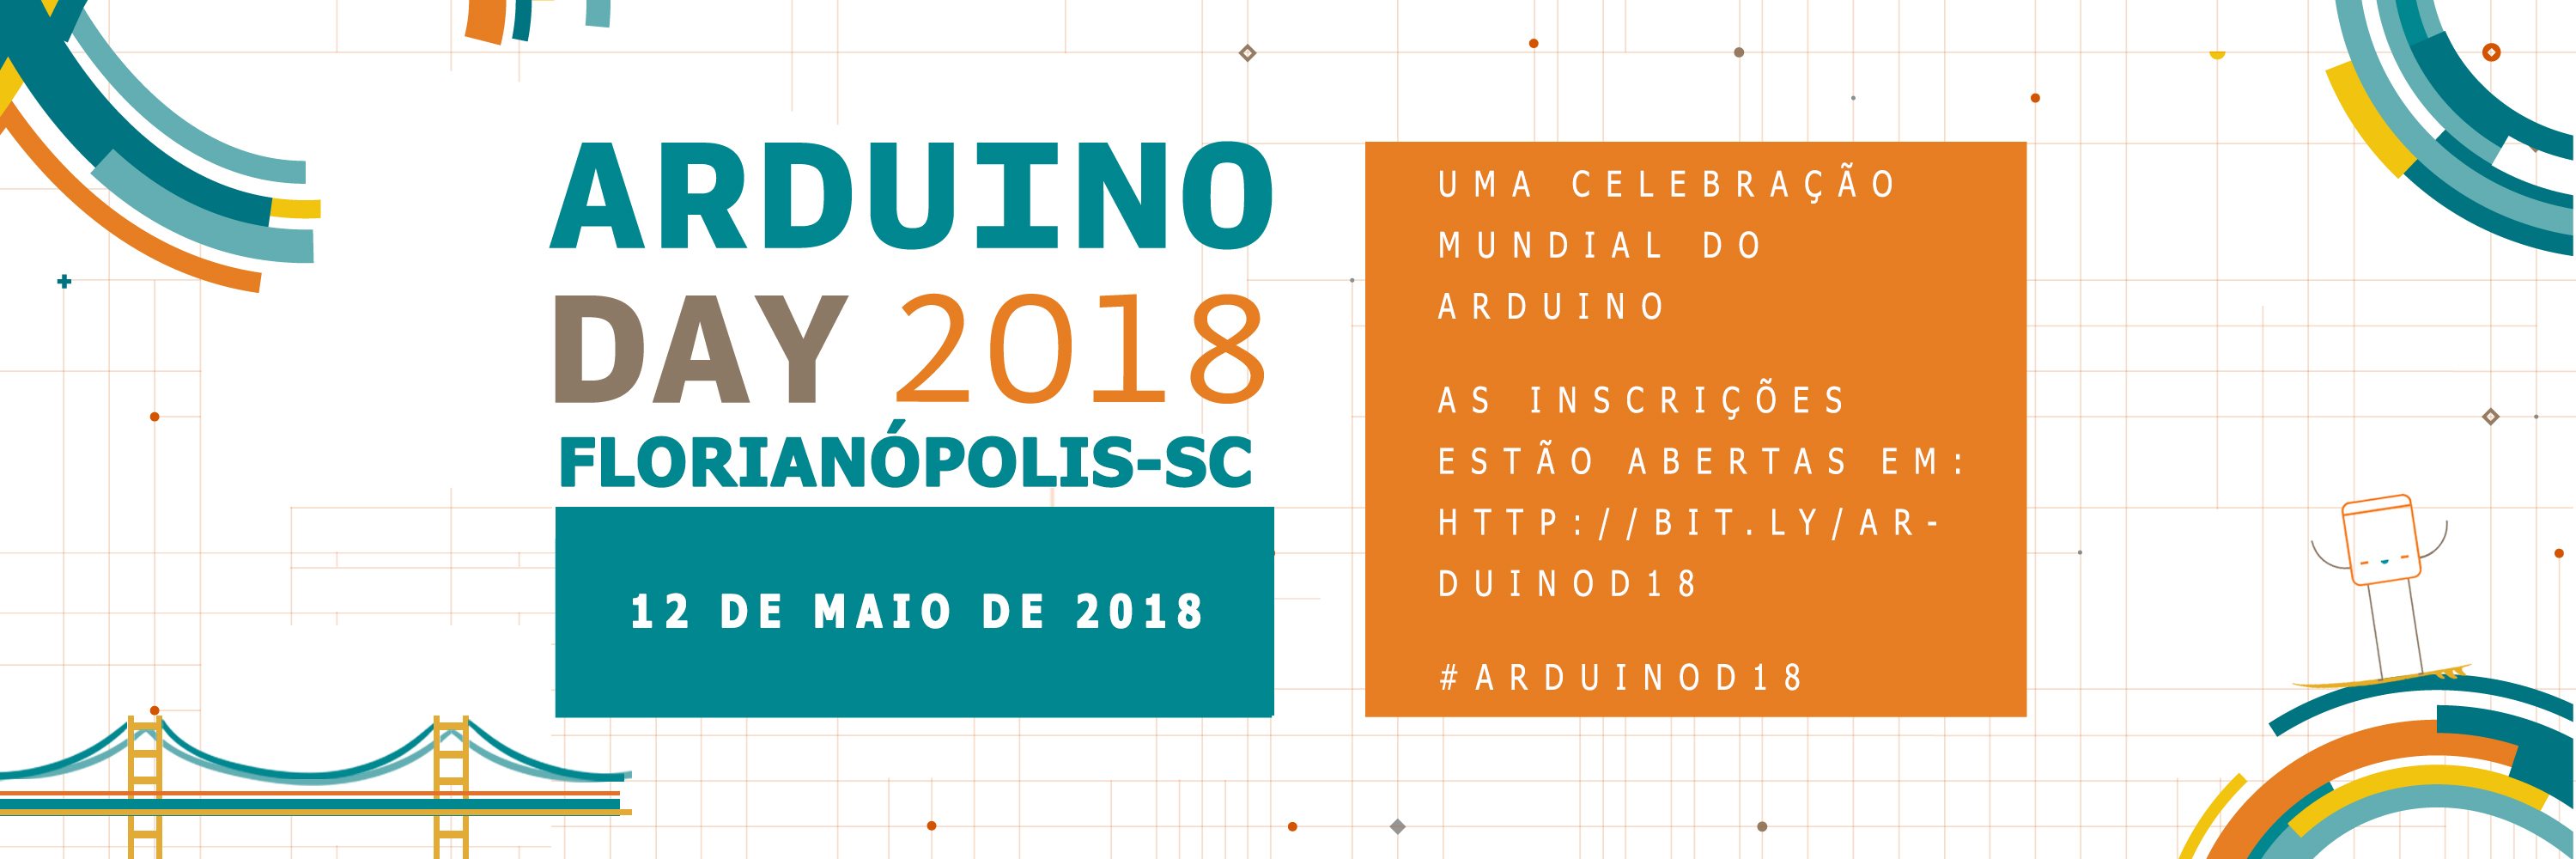 ARDUINO
DAY 2018
FLORIANÓPOLIS-SC
12 DE MAIO DE 2018
UMA CELEBRAÇÃO
MUNDIAL DO
ARDUINO
AS INSCRIÇÕES
ESTÃO ABERTAS EM:
HTTP://BIT.LY/AR-
DUINOD18
#ARDUINOD18